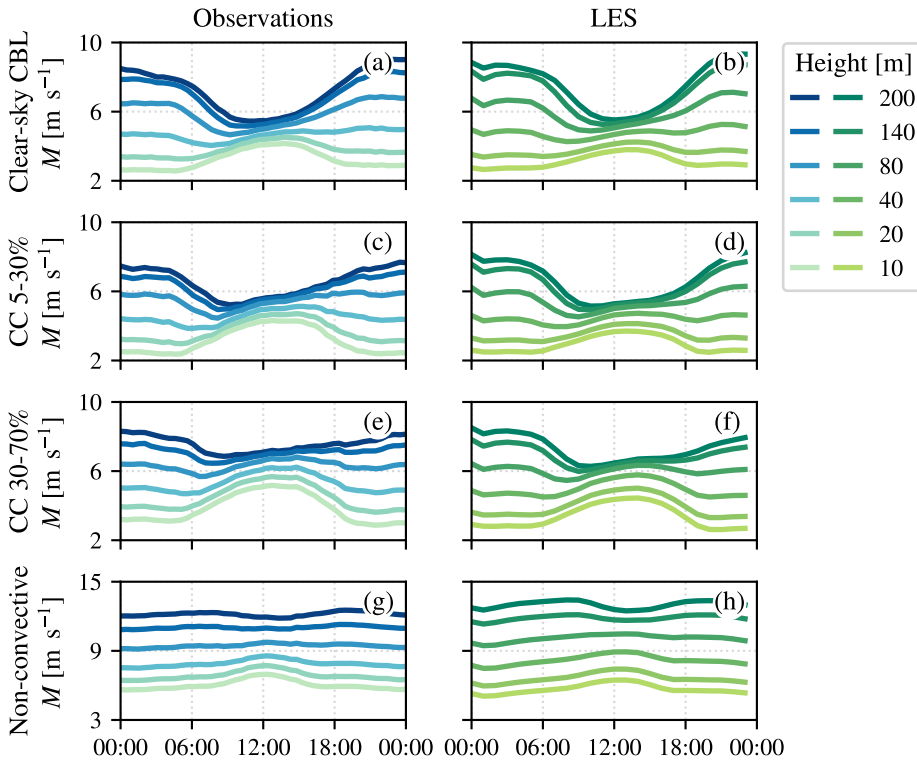 Observations
LES
Clear-sky CBL
M [m s⁻¹]
10
6
2
(a)
(b)
Height [m]
200
140
80
40
20
10
CC 5-30%
M [m s⁻¹]
10
6
2
(c)
(d)
CC 30-70%
M [m s⁻¹]
10
6
2
(e)
(f)
Non-convective
M [m s⁻¹]
15
9
3
(g)
(h)
00:00 06:00 12:00 18:00 00:00 00:00 06:00 12:00 18:00 00:00